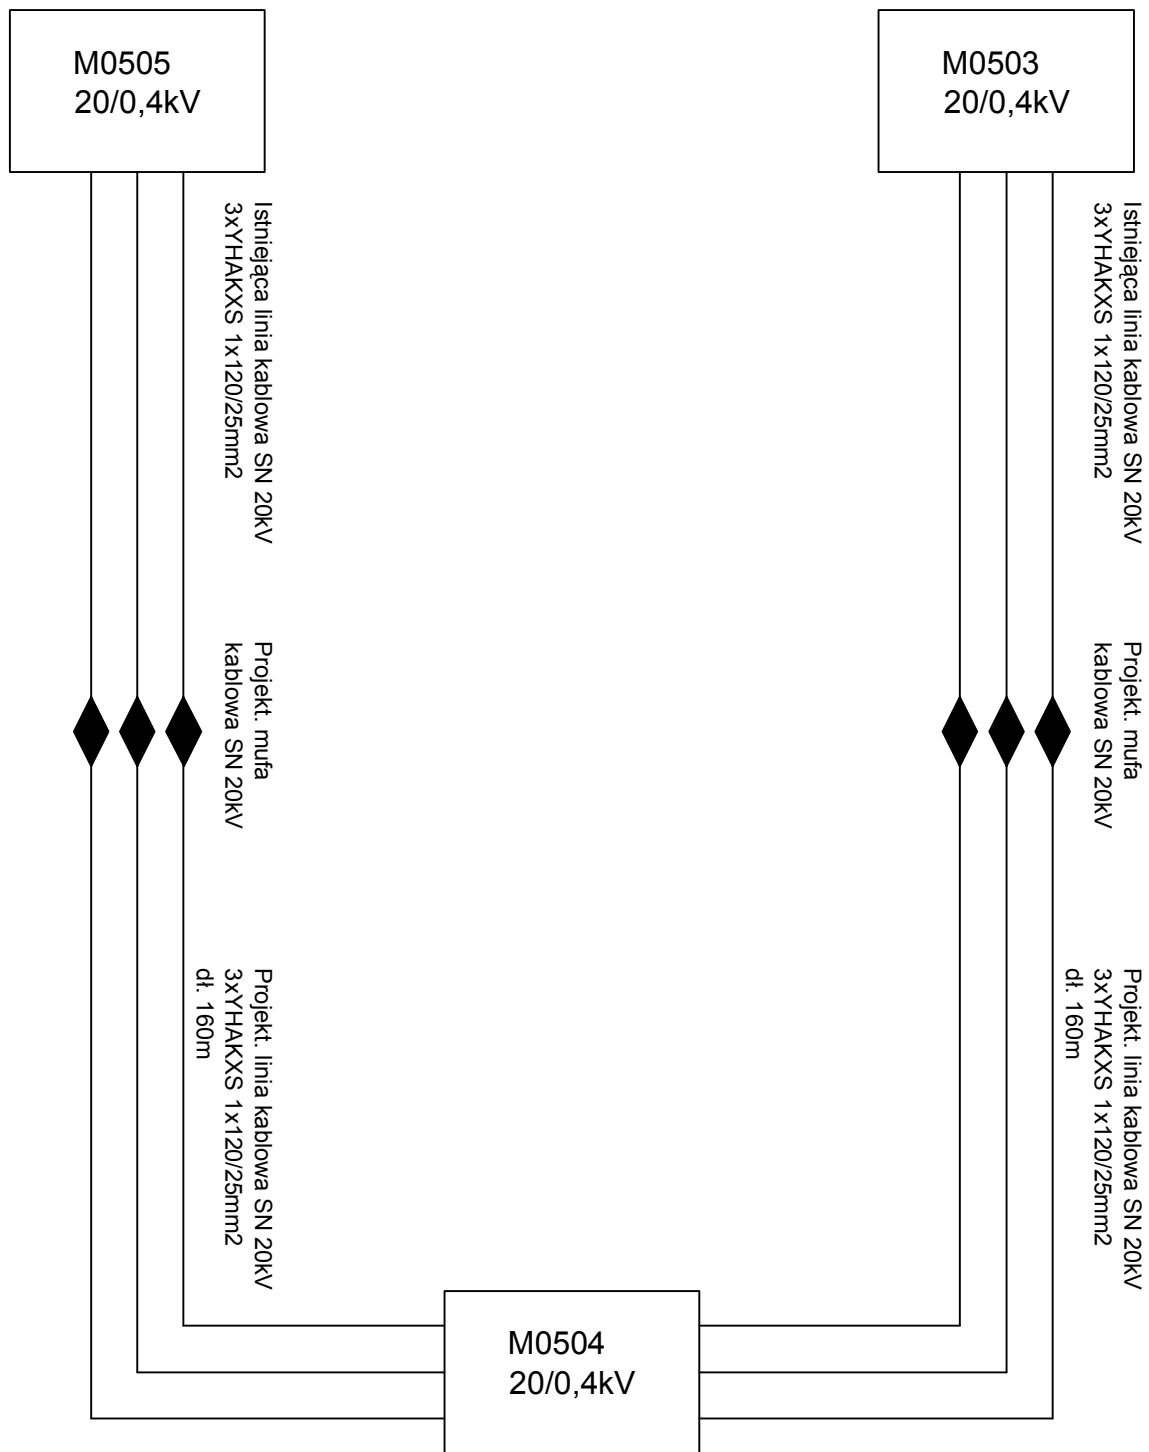 M0505
20/0,4kV
M0503
20/0,4kV
Istniejąca linia kablowa SN 20kV
3xYHAKXS 1x120/25mm2
Istniejąca linia kablowa SN 20kV
3xYHAKXS 1x120/25mm2
Projekt. mufa
kablowa SN 20kV
Projekt. mufa
kablowa SN 20kV
Projekt. linia kablowa SN 20kV
3xYHAKXS 1x120/25mm2
dł. 160m
Projekt. linia kablowa SN 20kV
3xYHAKXS 1x120/25mm2
dł. 160m
M0504
20/0,4kV